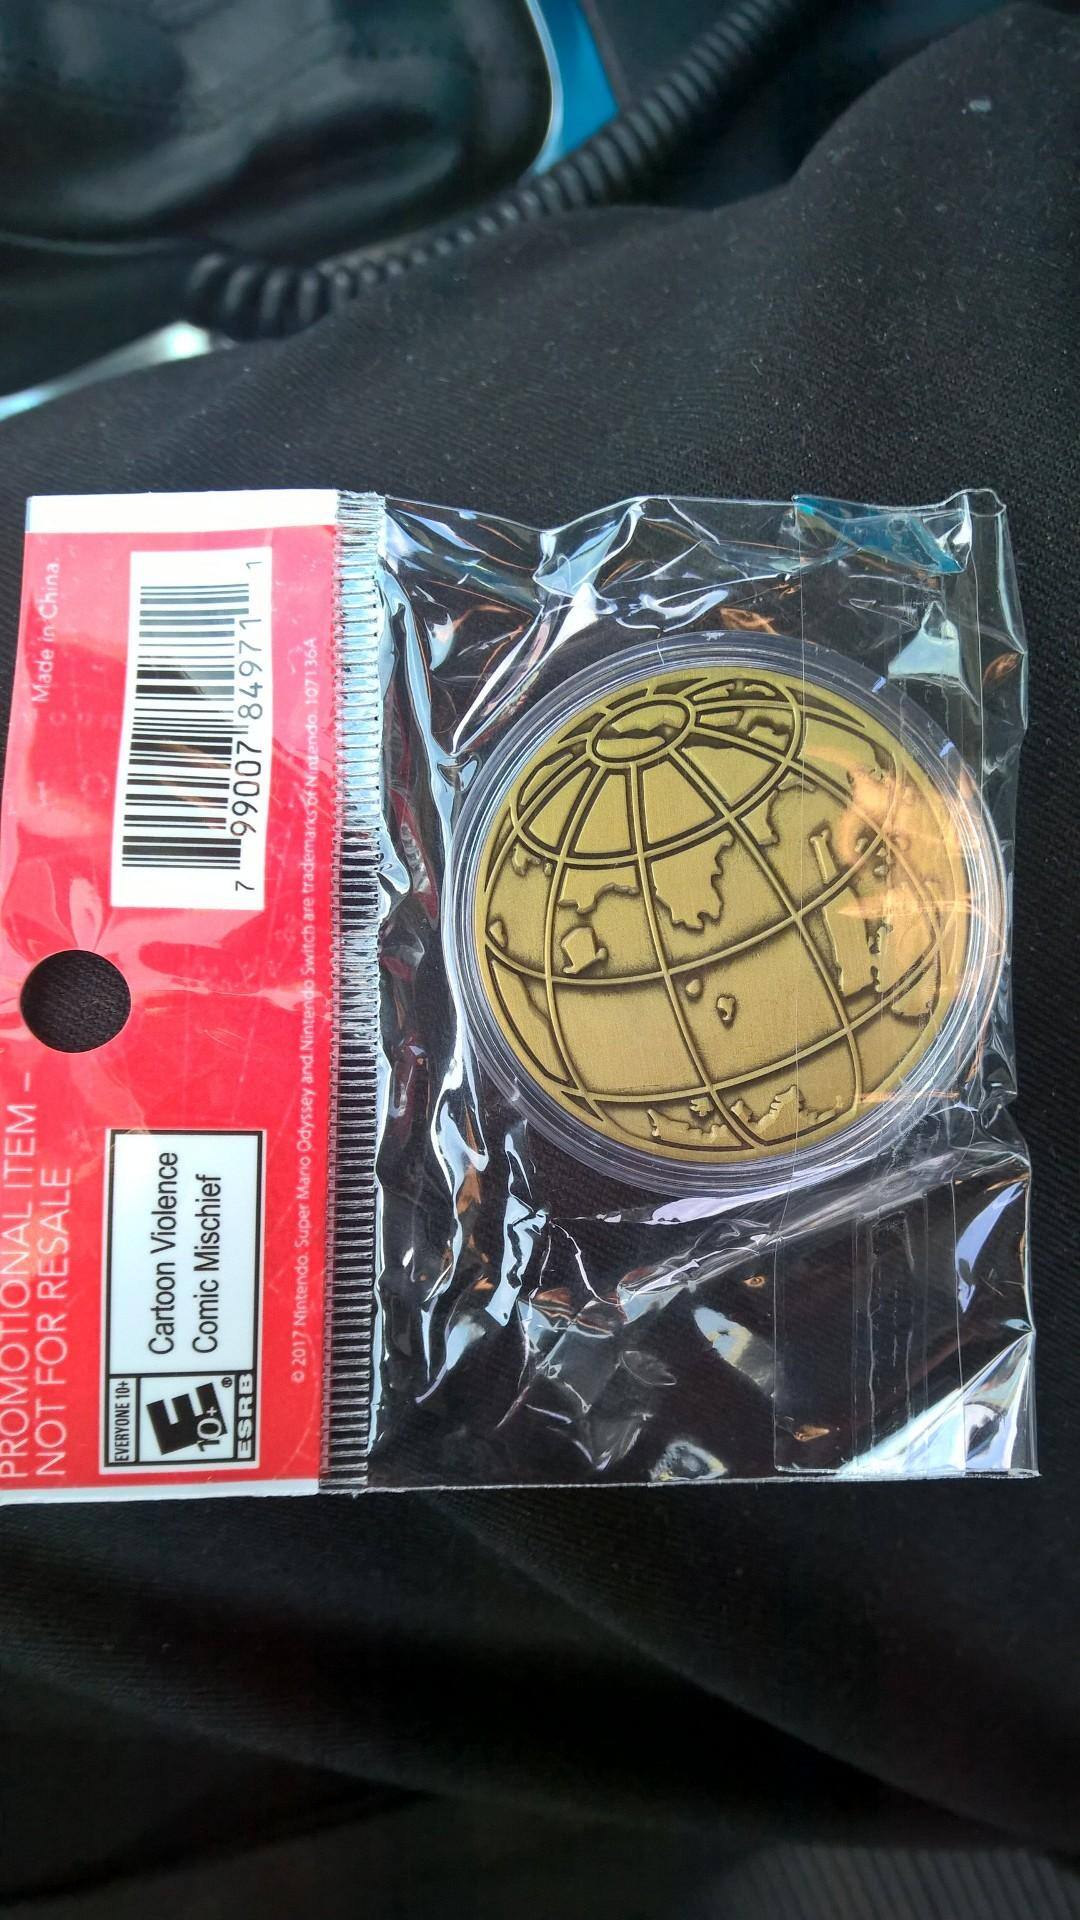 PROMOTIONAL ITEM –
NOT FOR RESALE
Made in China.
7 99007 84971 1
EVERYONE 10+
E
10+
®
ESRB
Cartoon Violence
Comic Mischief
© 2017 Nintendo. Super Mario Odyssey and Nintendo Switch are trademarks of Nintendo. 107136A